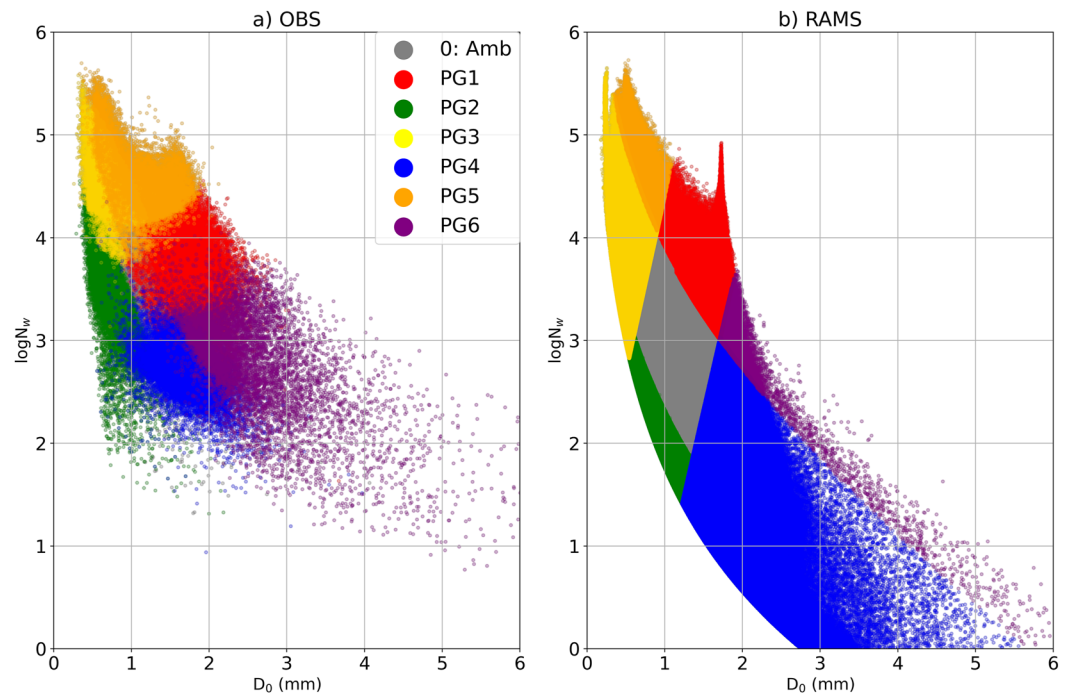 a) OBS
b) RAMS
0: Amb
PG1
PG2
PG3
PG4
PG5
PG6
logN_w
6
5
4
3
2
1
0
0 1 2 3 4 5 6
D_0 (mm)
logN_w
6
5
4
3
2
1
0
0 1 2 3 4 5 6
D_0 (mm)